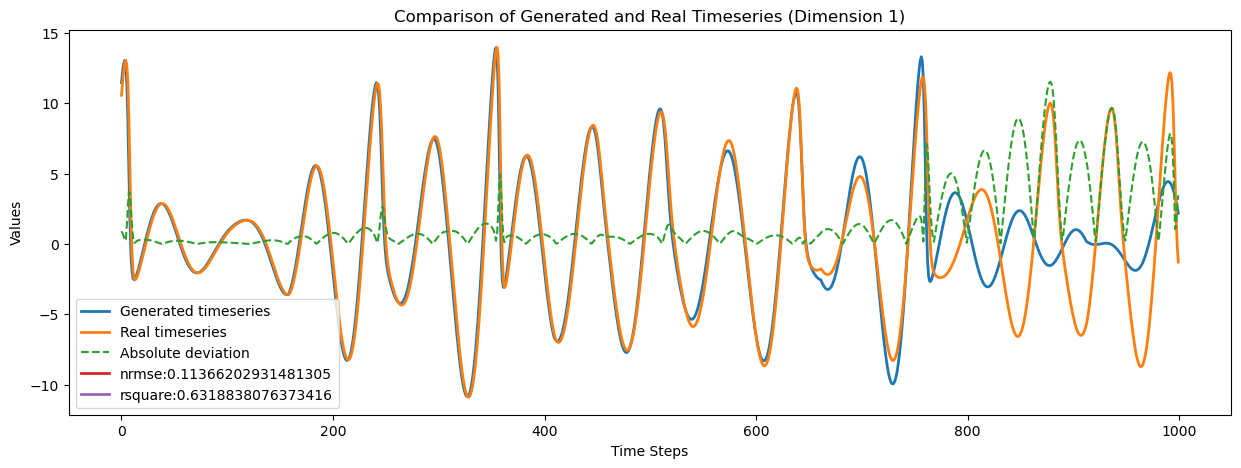 Comparison of Generated and Real Timeseries (Dimension 1)
15
10
5
0
−5
−10
Values
Generated timeseries
Real timeseries
Absolute deviation
nrmse:0.11366202931481305
rsquare:0.6318838076373416
0
200
400
600
800
1000
Time Steps